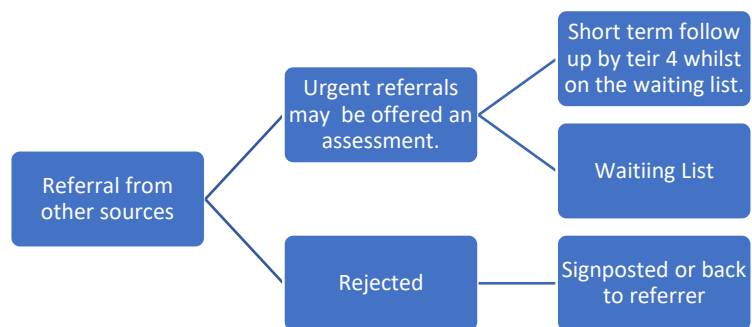 Referral from
other sources
Urgent referrals
may be offered an
assessment.
Short term follow
up by teir 4 whilst
on the waiting list.
Waitiing List
Rejected
Signposted or back
to referrer